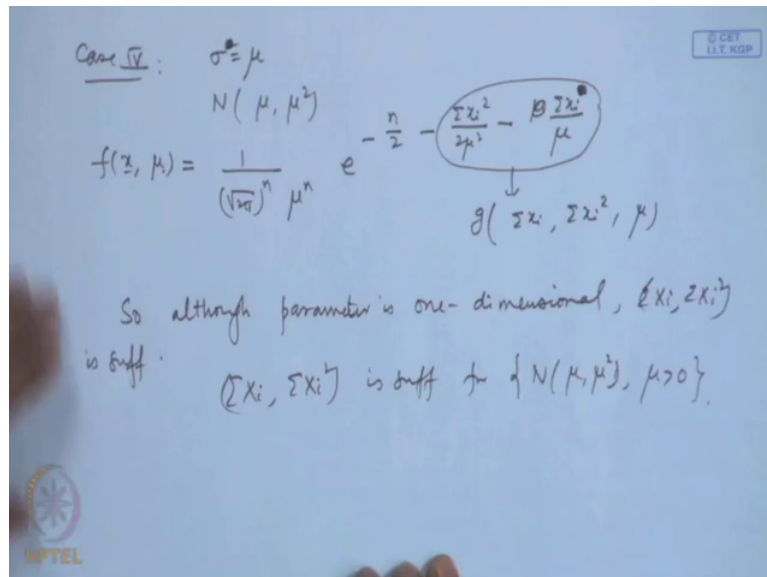 Case IV : σ = μ
© CET
I.I.T. KGP
N( μ, μ²)
f(x, μ) = 1 / ((√2π)ⁿ μⁿ) e^{- n/2 - Σxi²/2μ² - Σxi/μ}
↓
g( Σxi, Σxi², μ)
So although parameter is one-dimensional, (ΣXi, ΣXi²)
is suff.
(ΣXi, ΣXi²) is suff for { N(μ, μ²), μ>0}.
NPTEL